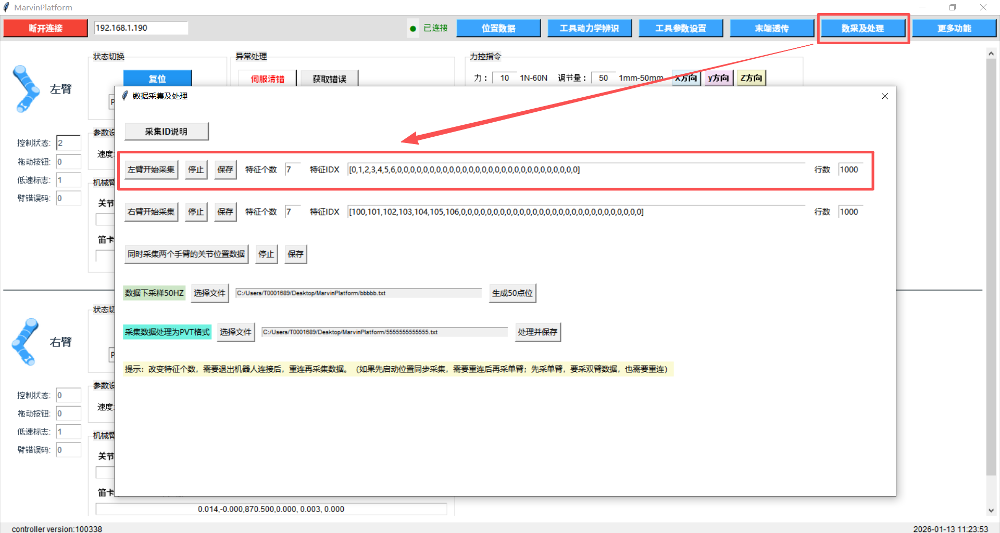 MarvinPlatform
断开连接 192.168.1.190 已连接 位置数据 工具动力学辨识 工具参数设置 末端透传 数采及处理 更多功能
状态切换 异常处理 力控指令
复位 伺服清错 获取错误 力： 10 1N-60N 调节量： 50 1mm-50mm X方向 y方向 Z方向
左臂
P
数据采集及处理
采集ID说明
参数设
控制状态: 2
速度:
拖动按钮: 0
左臂开始采集 停止 保存 特征个数 7 特征IDX [0,1,2,3,4,5,6,0,0,0,0,0,0,0,0,0,0,0,0,0,0,0,0,0,0,0,0,0,0,0,0,0,0,0,0] 行数 1000
低速标志: 1
机械臂
臂错误码: 0
关节
右臂开始采集 停止 保存 特征个数 7 特征IDX [100,101,102,103,104,105,106,0,0,0,0,0,0,0,0,0,0,0,0,0,0,0,0,0,0,0,0,0,0,0,0,0,0,0,0] 行数 1000
笛卡
同时采集两个手臂的关节位置数据 停止 保存
数据下采样50HZ 选择文件 C:/Users/T0001689/Desktop/MarvinPlatform/bbbbb.txt 生成50点位
状态切
采集数据处理为PVT格式 选择文件 C:/Users/T0001689/Desktop/MarvinPlatform/5555555555555.txt 处理并保存
右臂
P
提示：改变特征个数，需要退出机器人连接后，重连再采集数据。（如果先启动位置同步采集，需要重连后再采单臂；先采单臂，要采双臂数据，也需要重连）
参数设
控制状态: 0
速度:
拖动按钮: 0
低速标志: 1
机械臂
臂错误码: 0
关节
笛卡
0.014,-0.000,870.500,0.000, 0.003, 0.000
controller version:100338 2026-01-13 11:23:53